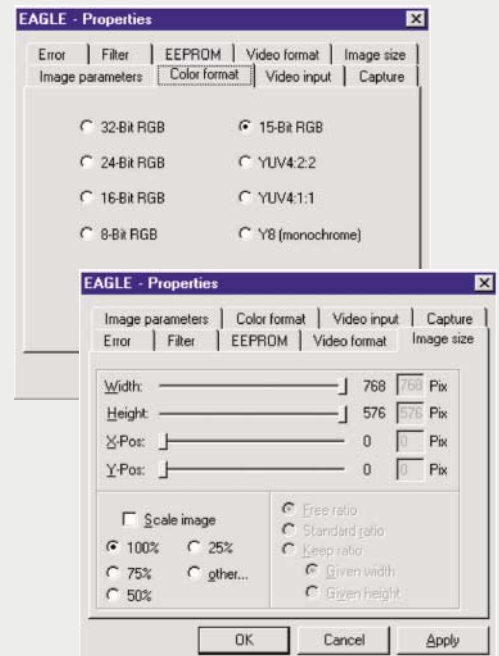 EAGLE - Properties
Error Filter EEPROM Video format Image size
Image parameters Color format Video input Capture
32-Bit RGB 15-Bit RGB
24-Bit RGB YUV4:2:2
16-Bit RGB YUV4:1:1
8-Bit RGB Y8 (monochrome)
EAGLE - Properties
Image parameters Color format Video input Capture
Error Filter EEPROM Video format Image size
Width: 768 768 Pix
Height: 576 576 Pix
X-Pos: 0 0 Pix
Y-Pos: 0 0 Pix
Scale image
100% 25%
75% other...
50%
Free ratio
Standard ratio
Keep ratio
Given width
Given height
OK Cancel Apply